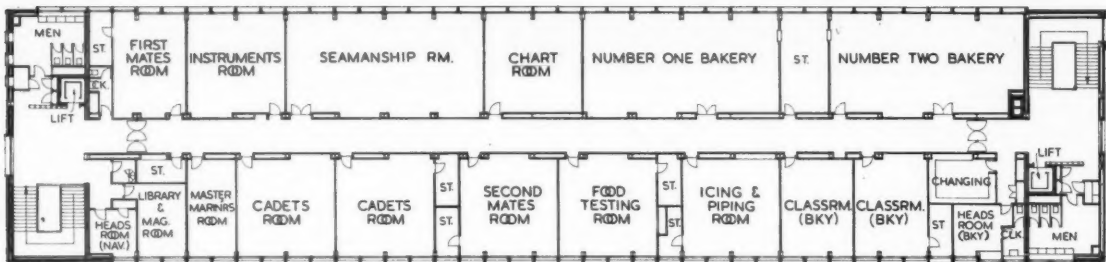 MEN
ST.
CK.
LIFT
FIRST
MATES
ROOM
INSTRUMENTS
ROOM
SEAMANSHIP RM.
CHART
ROOM
NUMBER ONE BAKERY
ST.
NUMBER TWO BAKERY
HEADS
ROOM
(NAV.)
ST.
LIBRARY
&
MAG.
ROOM
MASTER
MARNRS
ROOM
CADETS
ROOM
CADETS
ROOM
ST.
ST.
SECOND
MATES
ROOM
FOOD
TESTING
ROOM
ST.
ST.
ICING &
PIPING
ROOM
CLASSRM.
(BKY)
CLASSRM.
(BKY)
ST
CHANGING
HEADS
ROOM
(BKY)
CLK.
LIFT
MEN